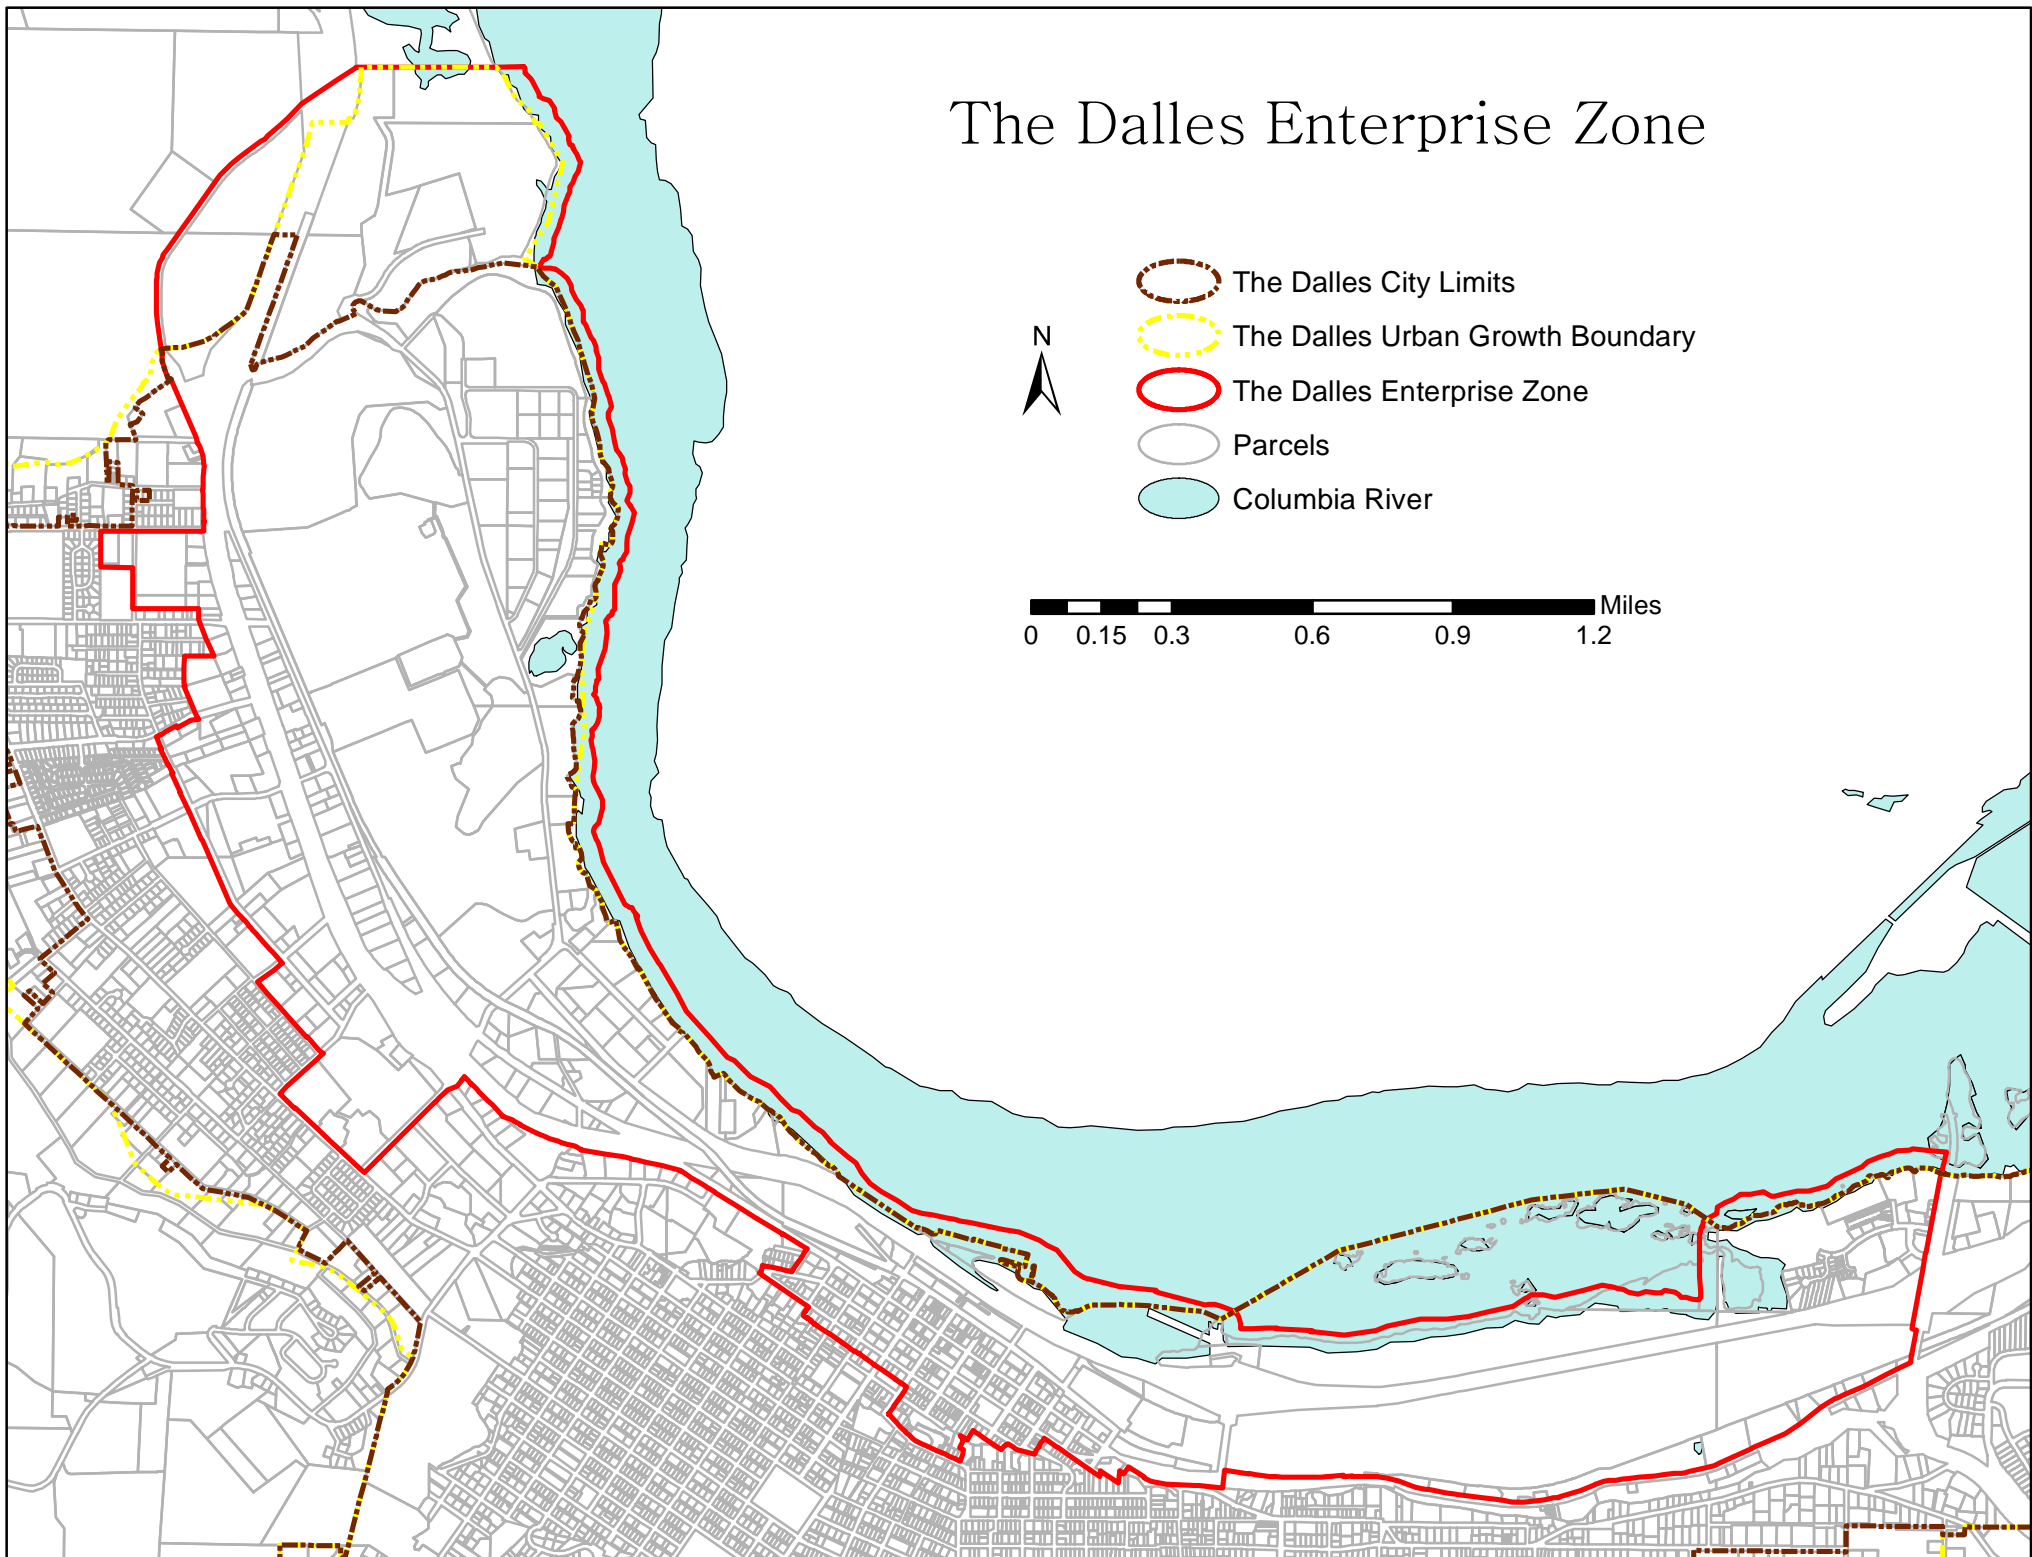 The Dalles Enterprise Zone
The Dalles City Limits
N
The Dalles Urban Growth Boundary
The Dalles Enterprise Zone
Parcels
Columbia River
Miles
0 0.15 0.3 0.6 0.9 1.2